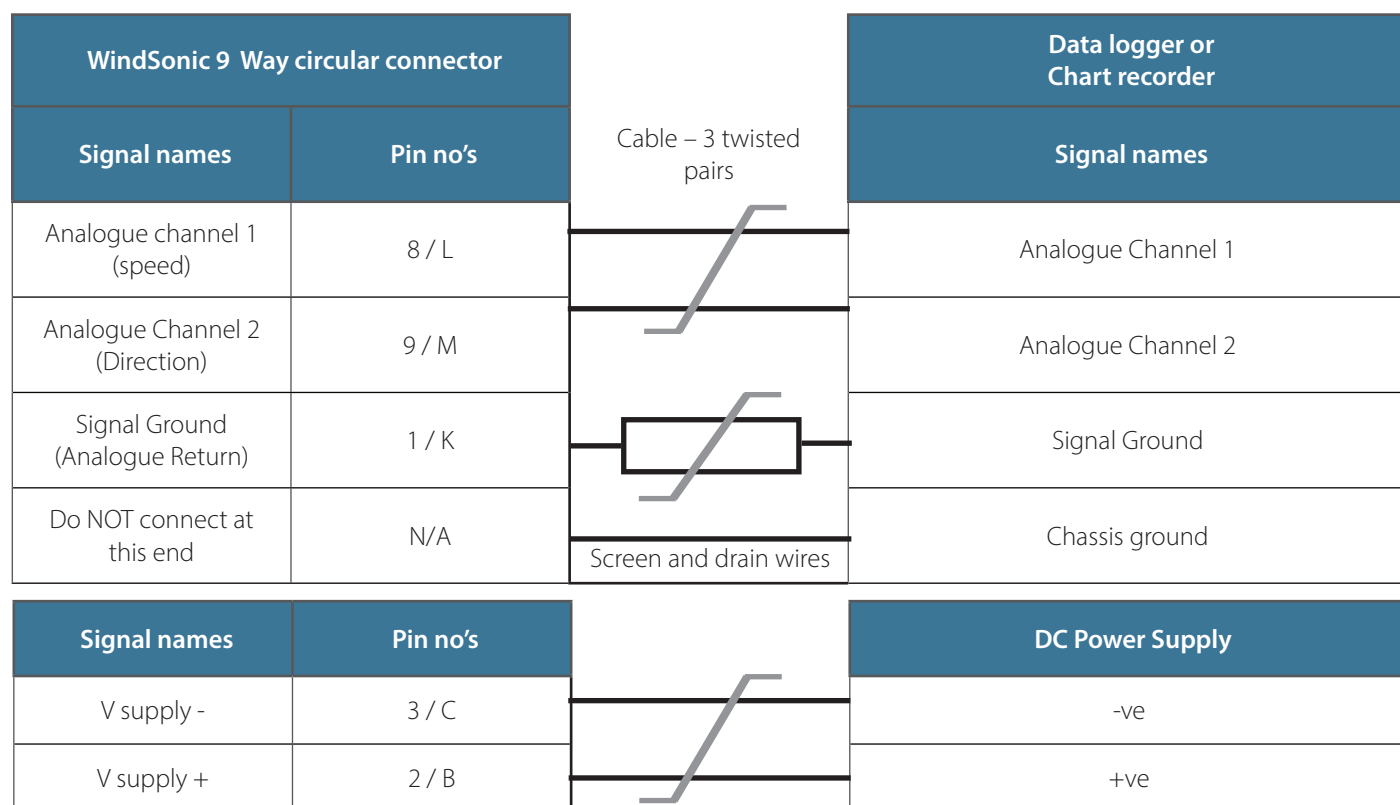 WindSonic 9 Way circular connector
Data logger or
Chart recorder
Signal names
Pin no’s
Cable – 3 twisted
pairs
Signal names
Analogue channel 1
(speed)
8 / L
Analogue Channel 1
Analogue Channel 2
(Direction)
9 / M
Analogue Channel 2
Signal Ground
(Analogue Return)
1 / K
Signal Ground
Do NOT connect at
this end
N/A
Screen and drain wires
Chassis ground
Signal names
Pin no’s
DC Power Supply
V supply -
3 / C
-ve
V supply +
2 / B
+ve